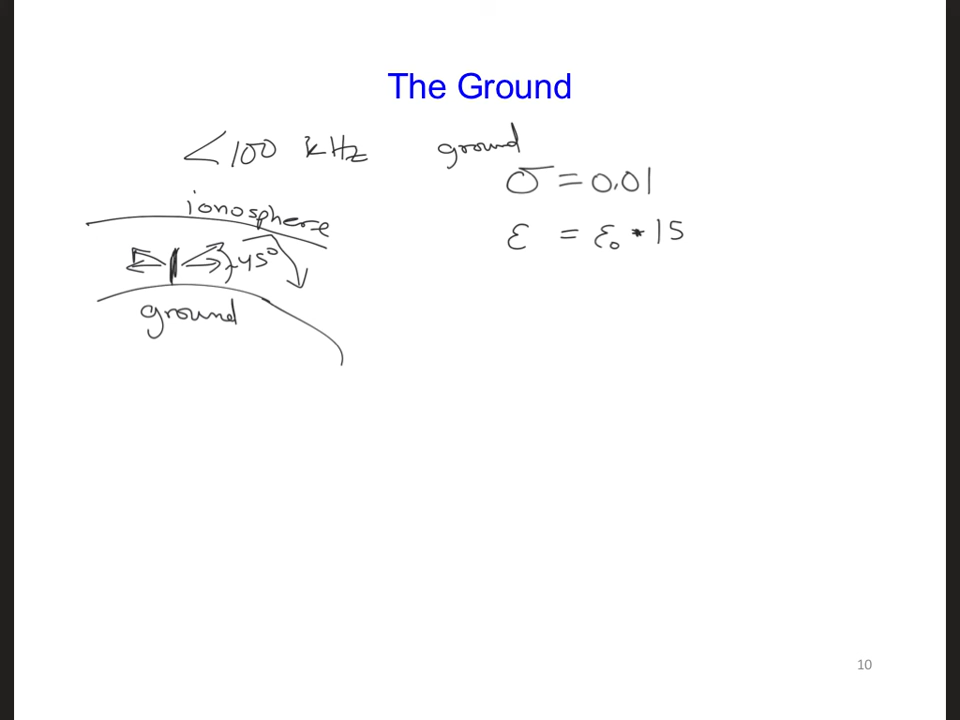 The Ground
<100 kHz
ground
σ = 0.01
ε = ε₀ * 15
ionosphere
45°
ground
10